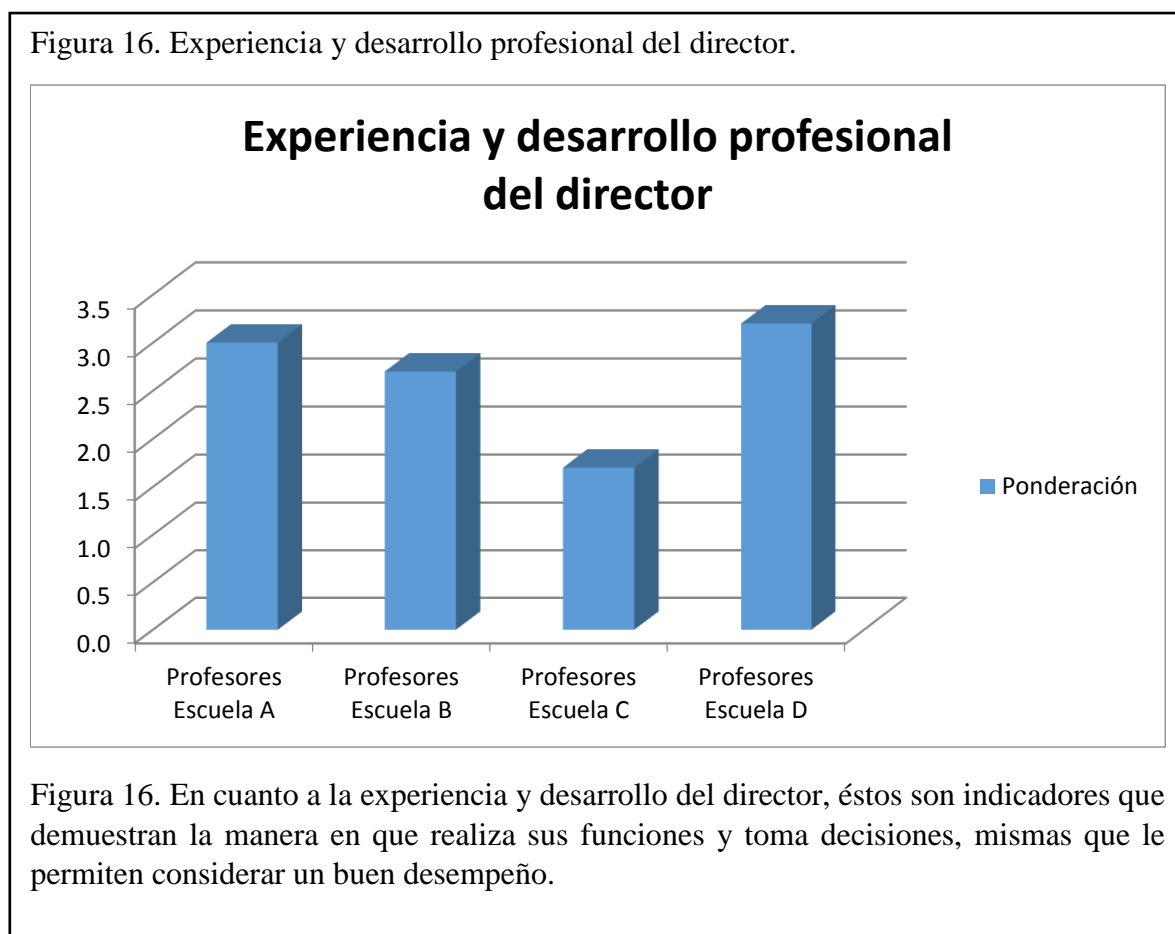 Figura 16. Experiencia y desarrollo profesional del director.
Experiencia y desarrollo profesional
del director
3.5
3.0
2.5
2.0
1.5
1.0
0.5
0.0
Profesores
Escuela A
Profesores
Escuela B
Profesores
Escuela C
Profesores
Escuela D
Ponderación
Figura 16. En cuanto a la experiencia y desarrollo del director, éstos son indicadores que
demuestran la manera en que realiza sus funciones y toma decisiones, mismas que le
permiten considerar un buen desempeño.